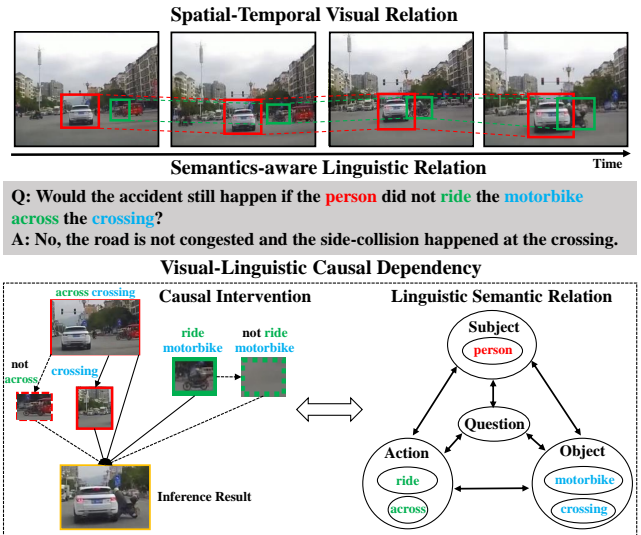 Spatial-Temporal Visual Relation
Time
Semantics-aware Linguistic Relation
Q: Would the accident still happen if the person did not ride the motorbike
across the crossing?
A: No, the road is not congested and the side-collision happened at the crossing.
Visual-Linguistic Causal Dependency
across crossing
Causal Intervention
not
across
crossing
ride
motorbike
not ride
motorbike
Inference Result
Linguistic Semantic Relation
Subject
person
Question
Action
ride
across
Object
motorbike
crossing